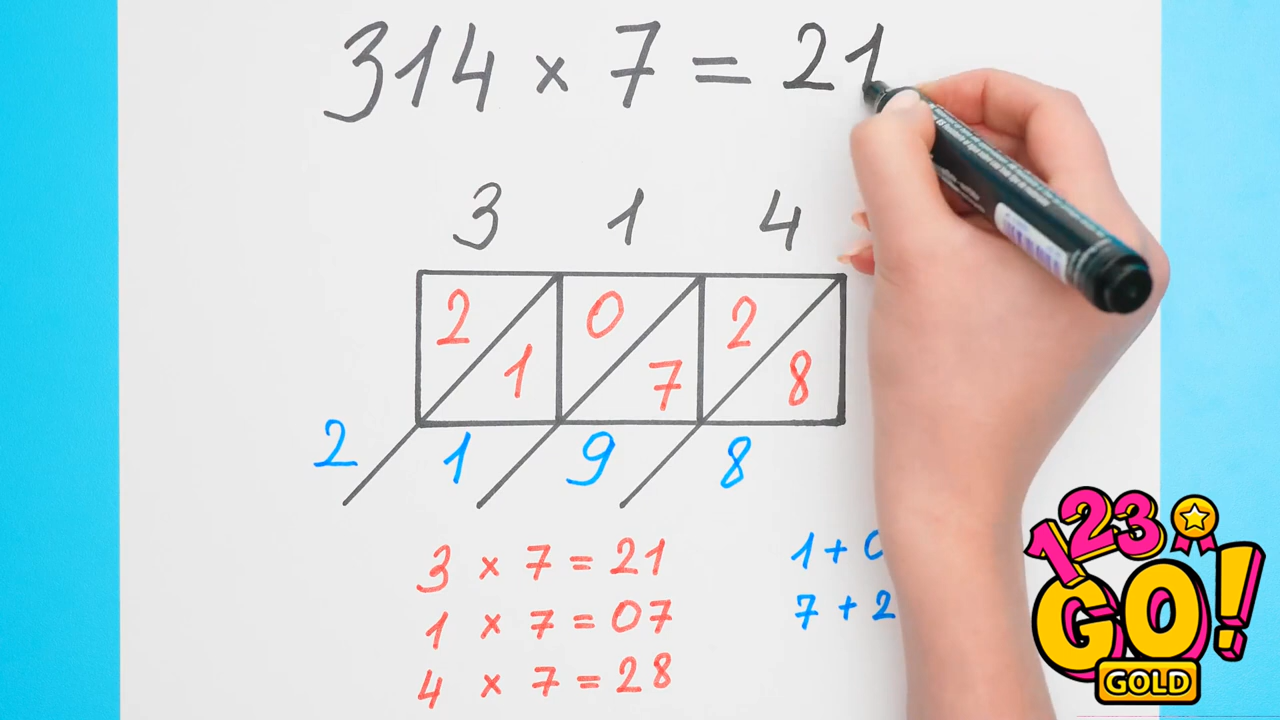 314 × 7 = 21
3 1 4
2 0 2
1 7 8
2 1 9 8
3 × 7 = 21
1 × 7 = 07
4 × 7 = 28
1 +
7 + 2
123
GO!
GOLD